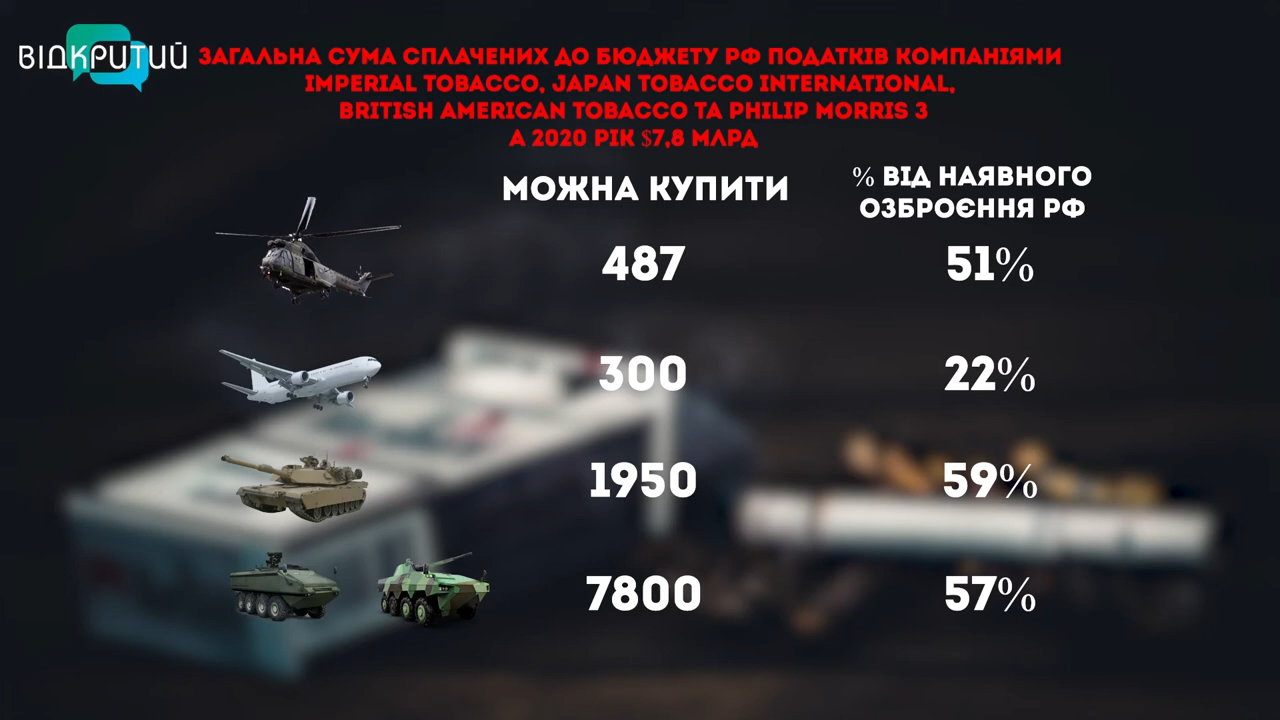 ВІДКРИТИЙ
ЗАГАЛЬНА СУМА СПЛАЧЕНИХ ДО БЮДЖЕТУ РФ ПОДАТКІВ КОМПАНІЯМИ
IMPERIAL TOBACCO, JAPAN TOBACCO INTERNATIONAL,
BRITISH AMERICAN TOBACCO ТА PHILIP MORRIS З
А 2020 РІК $7,8 МЛРД
МОЖНА КУПИТИ
% ВІД НАЯВНОГО
ОЗБРОЄННЯ РФ
487 51%
300 22%
1950 59%
7800 57%